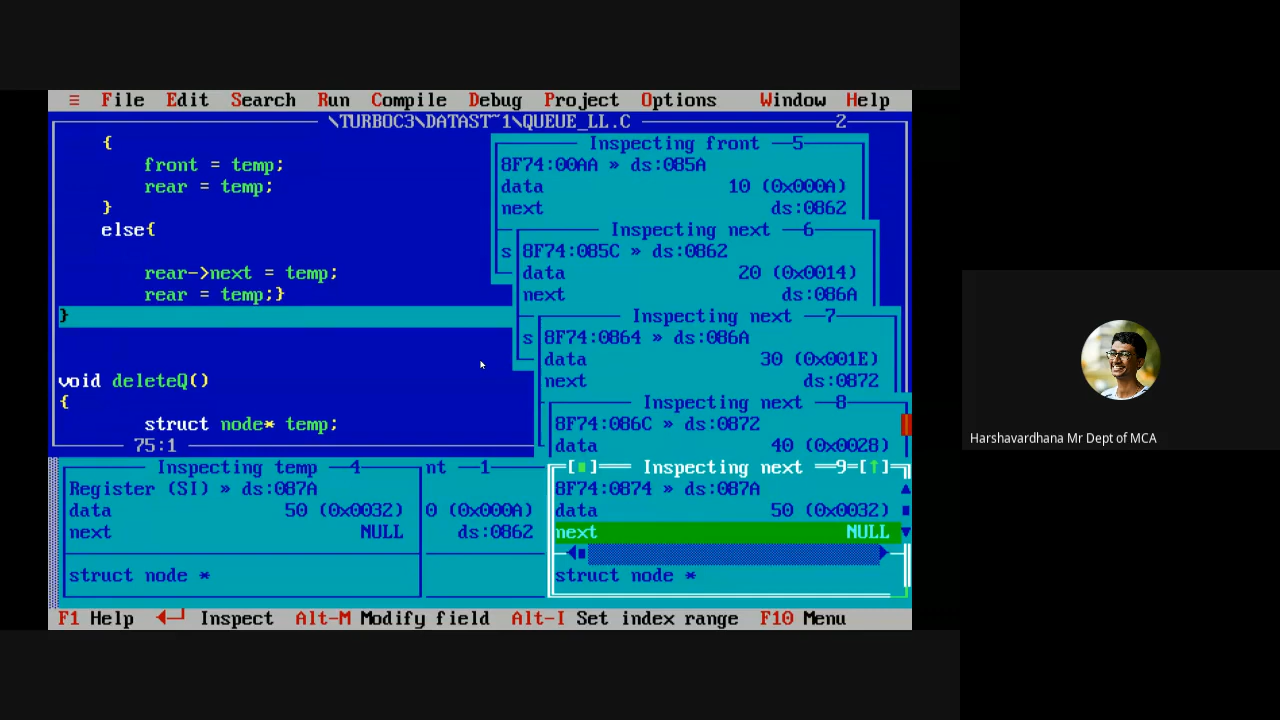 ≡ File Edit Search Run Compile Debug Project Options Window Help
\TURBOC3\DATAST~1\QUEUE_LL.C 2
{
front = temp;
rear = temp;
}
else{
rear->next = temp;
rear = temp;}
}
void deleteQ()
{
struct node* temp;
75:1
Inspecting front 5
8F74:00AA » ds:085A
data 10 (0x000A)
next ds:0862
s
Inspecting next 6
8F74:085C » ds:0862
data 20 (0x0014)
next ds:086A
s
Inspecting next 7
8F74:0864 » ds:086A
data 30 (0x001E)
next ds:0872
Inspecting next 8
8F74:086C » ds:0872
data 40 (0x0028)
Inspecting temp 4
Register (SI) » ds:087A
data 50 (0x0032)
next NULL
struct node *
nt 1
0 (0x000A)
ds:0862
[■] Inspecting next 9 [↑]
8F74:0874 » ds:087A
data 50 (0x0032)
next NULL
struct node *
F1 Help ◄─┘ Inspect Alt-M Modify field Alt-I Set index range F10 Menu
Harshavardhana Mr Dept of MCA